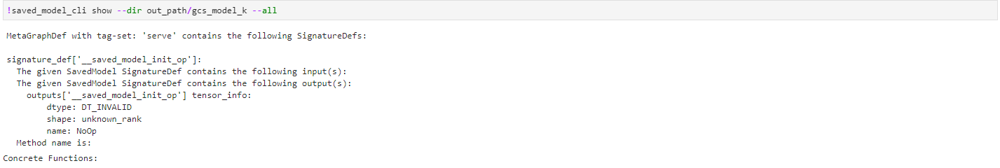 !saved_model_cli show --dir out_path/gcs_model_k --all
MetaGraphDef with tag-set: 'serve' contains the following SignatureDefs:
signature_def['__saved_model_init_op']:
The given SavedModel SignatureDef contains the following input(s):
The given SavedModel SignatureDef contains the following output(s):
outputs['__saved_model_init_op'] tensor_info:
dtype: DT_INVALID
shape: unknown_rank
name: NoOp
Method name is:
Concrete Functions: